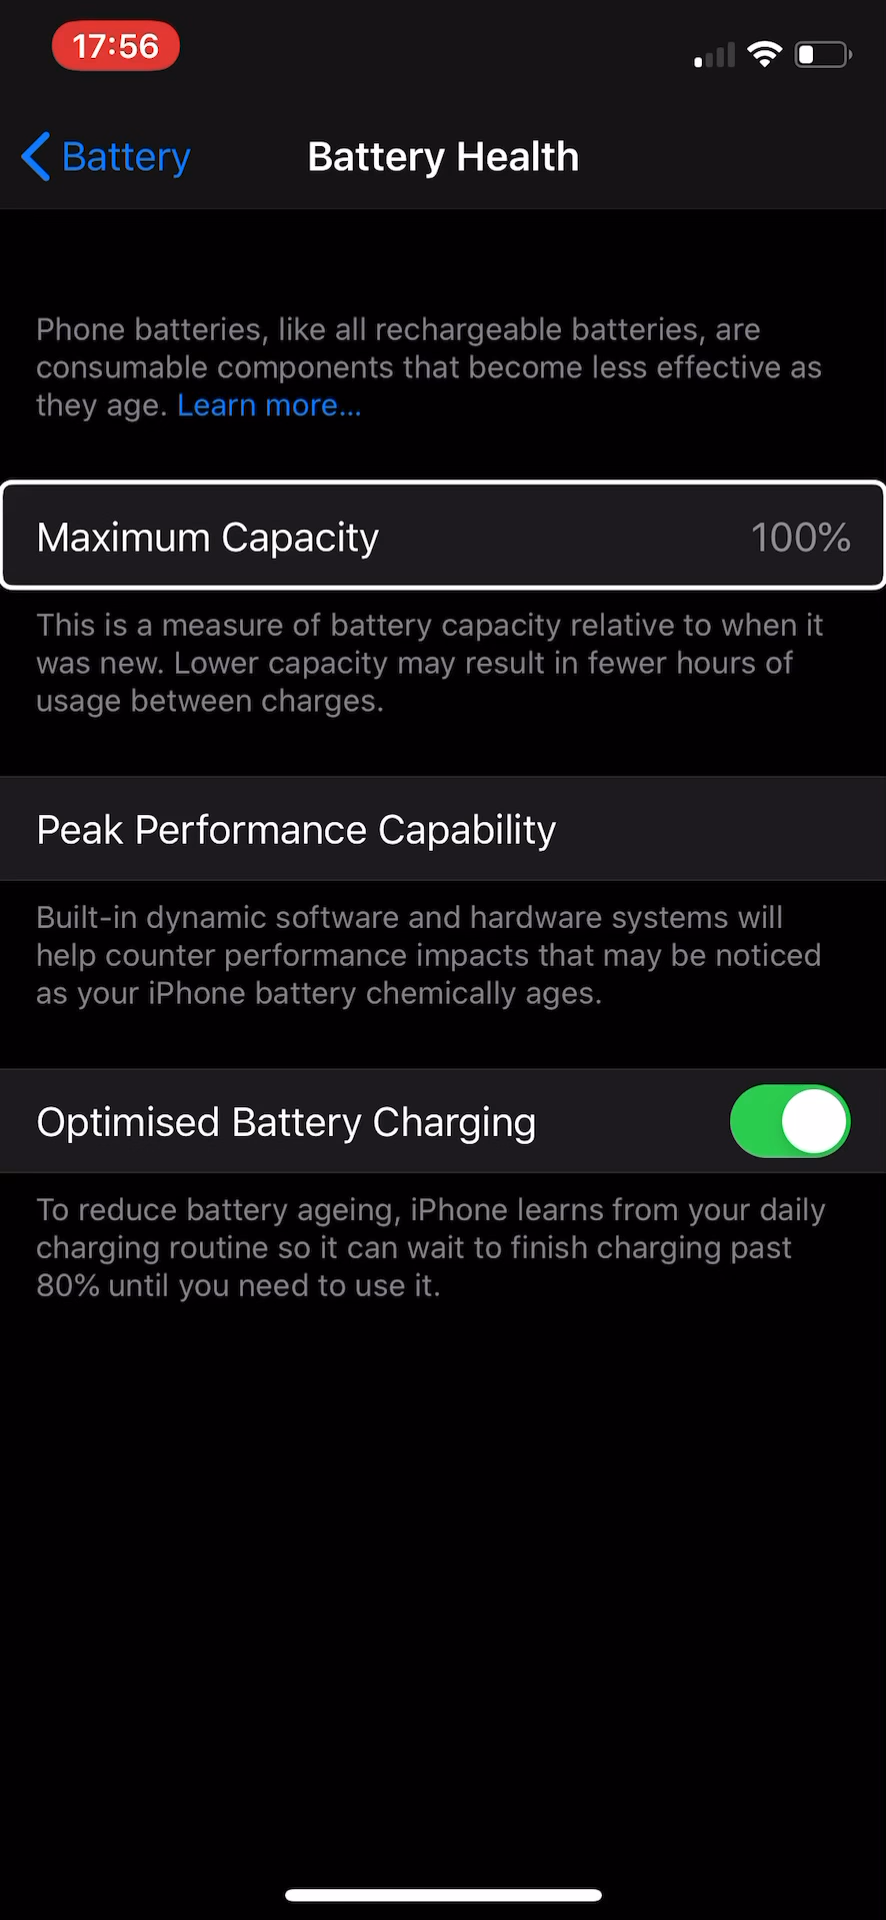 17:56
Battery
Battery Health
Phone batteries, like all rechargeable batteries, are
consumable components that become less effective as
they age. Learn more...
Maximum Capacity 100%
This is a measure of battery capacity relative to when it
was new. Lower capacity may result in fewer hours of
usage between charges.
Peak Performance Capability
Built-in dynamic software and hardware systems will
help counter performance impacts that may be noticed
as your iPhone battery chemically ages.
Optimised Battery Charging
To reduce battery ageing, iPhone learns from your daily
charging routine so it can wait to finish charging past
80% until you need to use it.